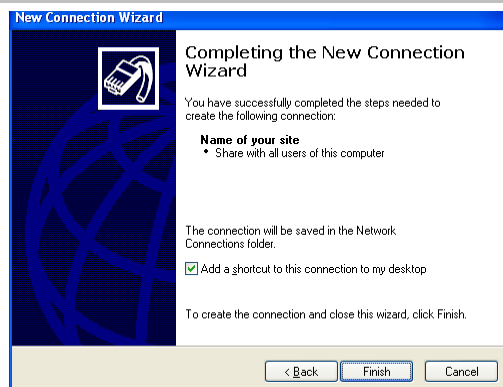 New Connection Wizard
Completing the New Connection
Wizard
You have successfully completed the steps needed to
create the following connection:
Name of your site
• Share with all users of this computer
The connection will be saved in the Network
Connections folder.
Add a shortcut to this connection to my desktop
To create the connection and close this wizard, click Finish.
< Back Finish Cancel